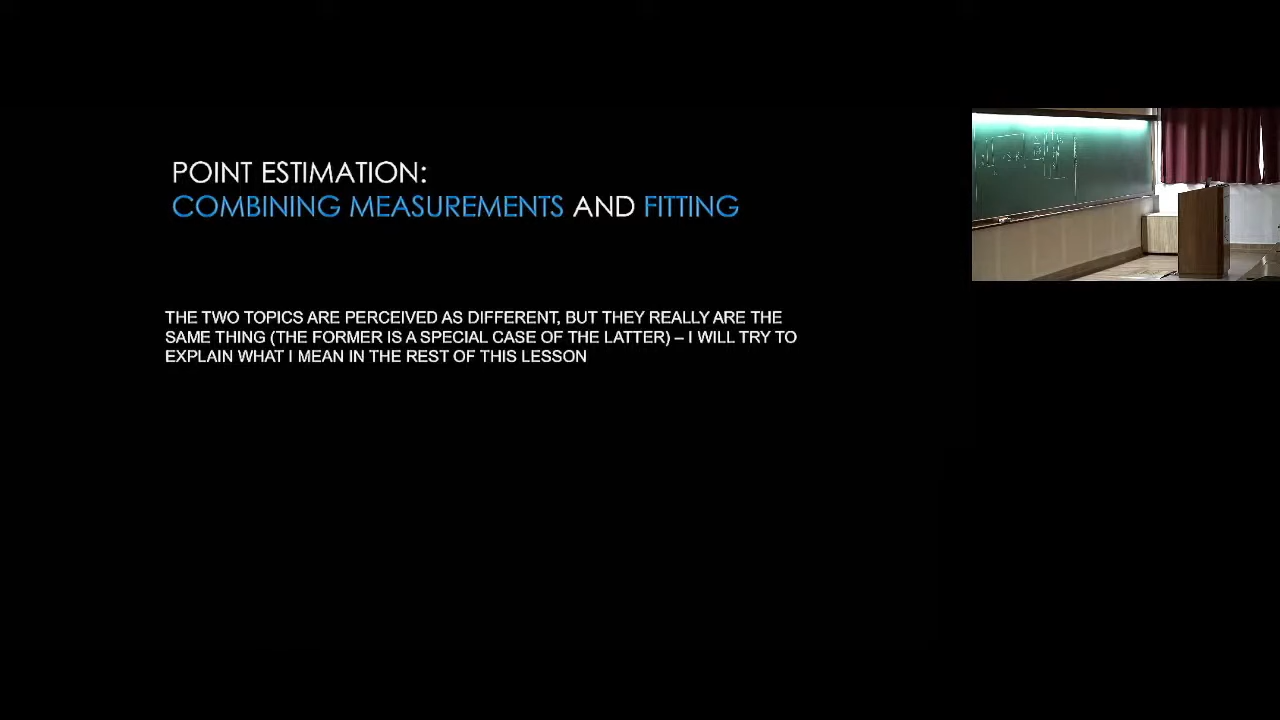 POINT ESTIMATION:
COMBINING MEASUREMENTS AND FITTING
THE TWO TOPICS ARE PERCEIVED AS DIFFERENT, BUT THEY REALLY ARE THE
SAME THING (THE FORMER IS A SPECIAL CASE OF THE LATTER) – I WILL TRY TO
EXPLAIN WHAT I MEAN IN THE REST OF THIS LESSON